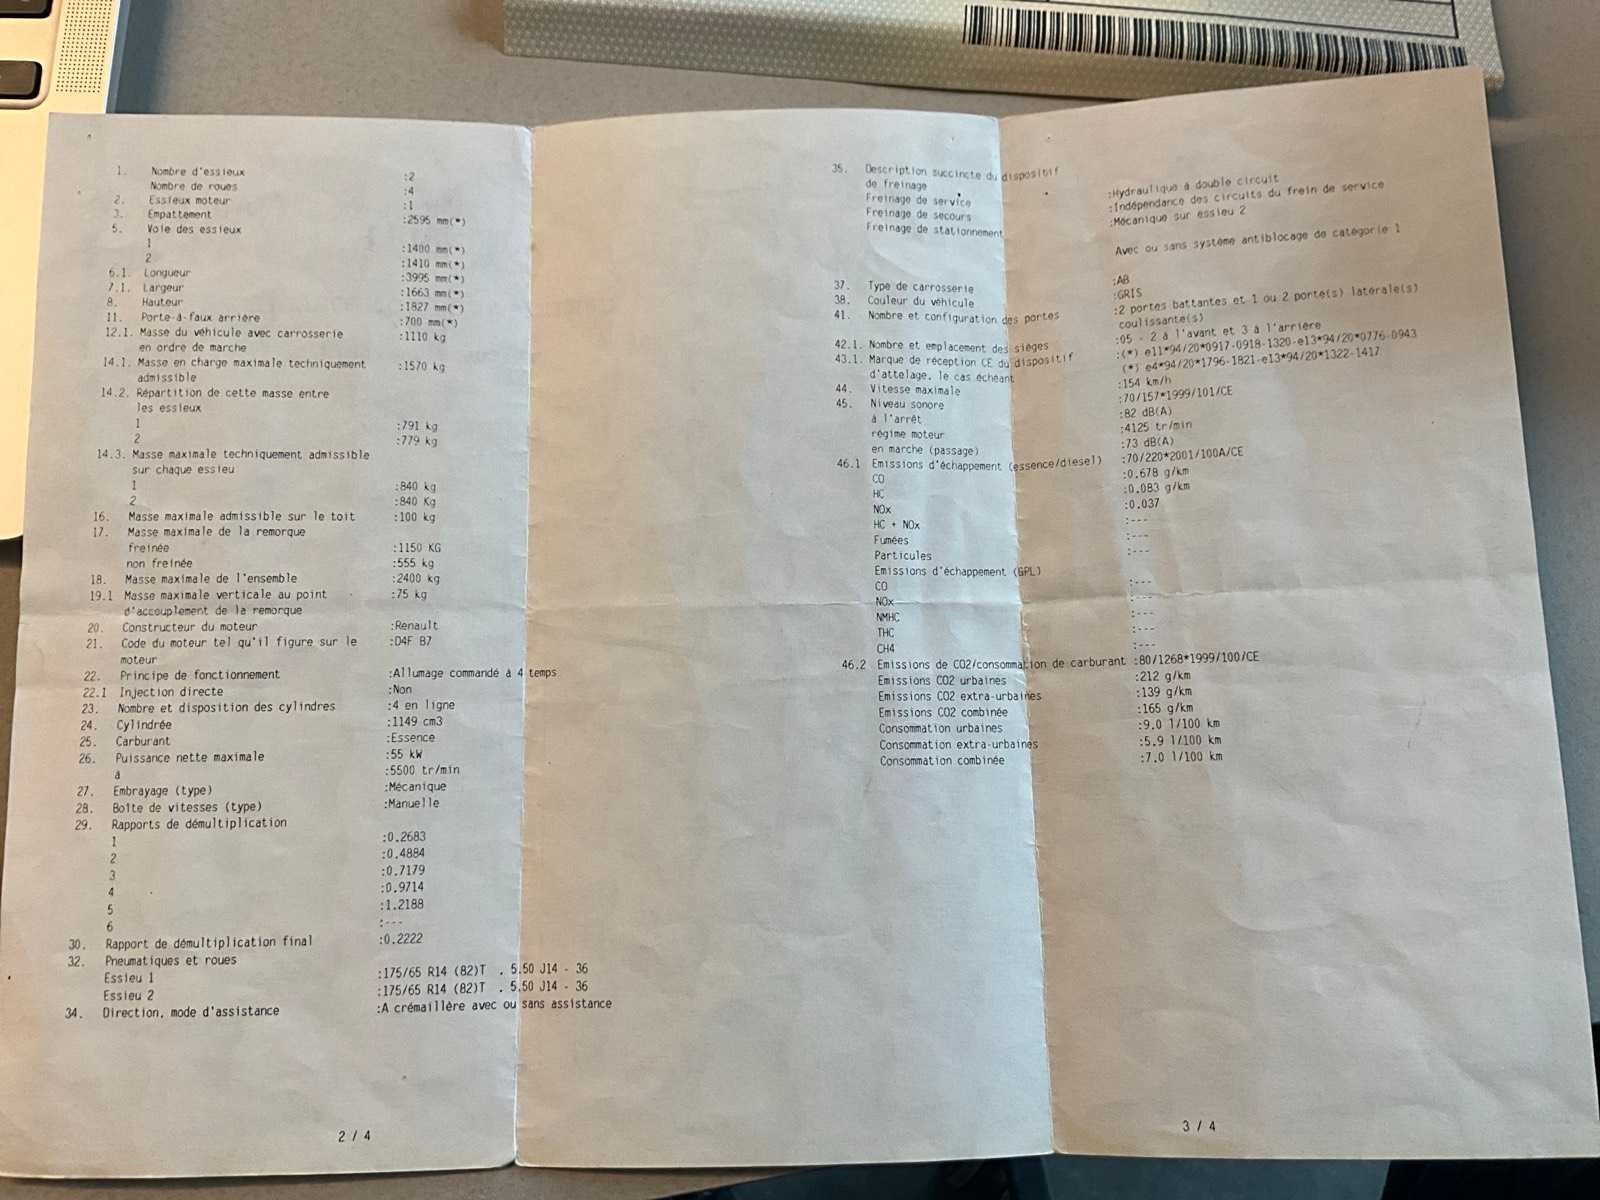 1. Nombre d'essieux :2
Nombre de roues :4
2. Essieux moteur :1
3. Empattement :2595 mm(*)
5. Voie des essieux
1 :1400 mm(*)
2 :1410 mm(*)
6.1. Longueur :3995 mm(*)
7.1. Largeur :1663 mm(*)
8. Hauteur :1827 mm(*)
11. Porte-à-faux arrière :700 mm(*)
12.1. Masse du véhicule avec carrosserie :1110 kg
en ordre de marche
14.1. Masse en charge maximale techniquement :1570 kg
admissible
14.2. Répartition de cette masse entre
les essieux
1 :791 kg
2 :779 kg
14.3. Masse maximale techniquement admissible
sur chaque essieu
1 :840 kg
2 :840 Kg
16. Masse maximale admissible sur le toit :100 kg
17. Masse maximale de la remorque
freinée :1150 KG
non freinée :555 kg
18. Masse maximale de l'ensemble :2400 kg
19.1 Masse maximale verticale au point :75 kg
d'accouplement de la remorque
20. Constructeur du moteur :Renault
21. Code du moteur tel qu'il figure sur le :D4F B7
moteur
22. Principe de fonctionnement :Allumage commandé à 4 temps
22.1 Injection directe :Non
23. Nombre et disposition des cylindres :4 en ligne
24. Cylindrée :1149 cm3
25. Carburant :Essence
26. Puissance nette maximale :55 kW
à :5500 tr/min
27. Embrayage (type) :Mécanique
28. Boîte de vitesses (type) :Manuelle
29. Rapports de démultiplication
1 :0.2683
2 :0.4884
3 :0.7179
4 :0.9714
5 :1.2188
6 :---
30. Rapport de démultiplication final :0.2222
32. Pneumatiques et roues
Essieu 1 :175/65 R14 (82)T . 5.50 J14 - 36
Essieu 2 :175/65 R14 (82)T . 5.50 J14 - 36
34. Direction, mode d'assistance :A crémaillère avec ou sans assistance
2 / 4
35. Description succincte du dispositif
de freinage
Freinage de service :Hydraulique à double circuit
Freinage de secours :Indépendance des circuits du frein de service
Freinage de stationnement :Mécanique sur essieu 2
Avec ou sans système antiblocage de catégorie 1
37. Type de carrosserie :AB
38. Couleur du véhicule :GRIS
41. Nombre et configuration des portes :2 portes battantes et 1 ou 2 porte(s) latérale(s)
coulissante(s)
42.1. Nombre et emplacement des sièges :05 - 2 à l'avant et 3 à l'arrière
43.1. Marque de réception CE du dispositif :(*) e11*94/20*0917-0918-1320-e13*94/20*0776-0943
d'attelage, le cas échéant (*) e4*94/20*1796-1821-e13*94/20*1322-1417
44. Vitesse maximale :154 km/h
45. Niveau sonore :70/157*1999/101/CE
à l'arrêt :82 dB(A)
régime moteur :4125 tr/min
en marche (passage) :73 dB(A)
46.1 Emissions d'échappement (essence/diesel) :70/220*2001/100A/CE
CO :0.678 g/km
HC :0.083 g/km
NOx :0.037
HC + NOx :---
Fumées :---
Particules :---
Emissions d'échappement (GPL)
CO :---
NOx :---
NMHC :---
THC :---
CH4 :---
46.2 Emissions de CO2/consommation de carburant :80/1268*1999/100/CE
Emissions CO2 urbaines :212 g/km
Emissions CO2 extra-urbaines :139 g/km
Emissions CO2 combinée :165 g/km
Consommation urbaines :9.0 l/100 km
Consommation extra-urbaines :5.9 l/100 km
Consommation combinée :7.0 l/100 km
3 / 4